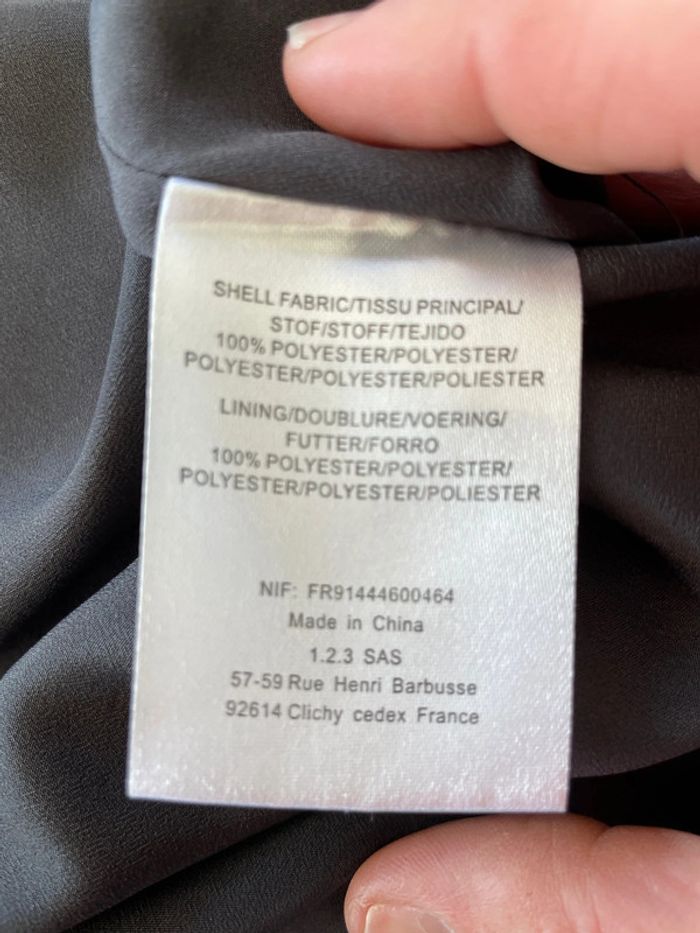 SHELL FABRIC/TISSU PRINCIPAL/
STOF/STOFF/TEJIDO
100% POLYESTER/POLYESTER/
POLYESTER/POLYESTER/POLIESTER
LINING/DOUBLURE/VOERING/
FUTTER/FORRO
100% POLYESTER/POLYESTER/
POLYESTER/POLYESTER/POLIESTER
NIF: FR91444600464
Made in China
1.2.3 SAS
57-59 Rue Henri Barbusse
92614 Clichy cedex France